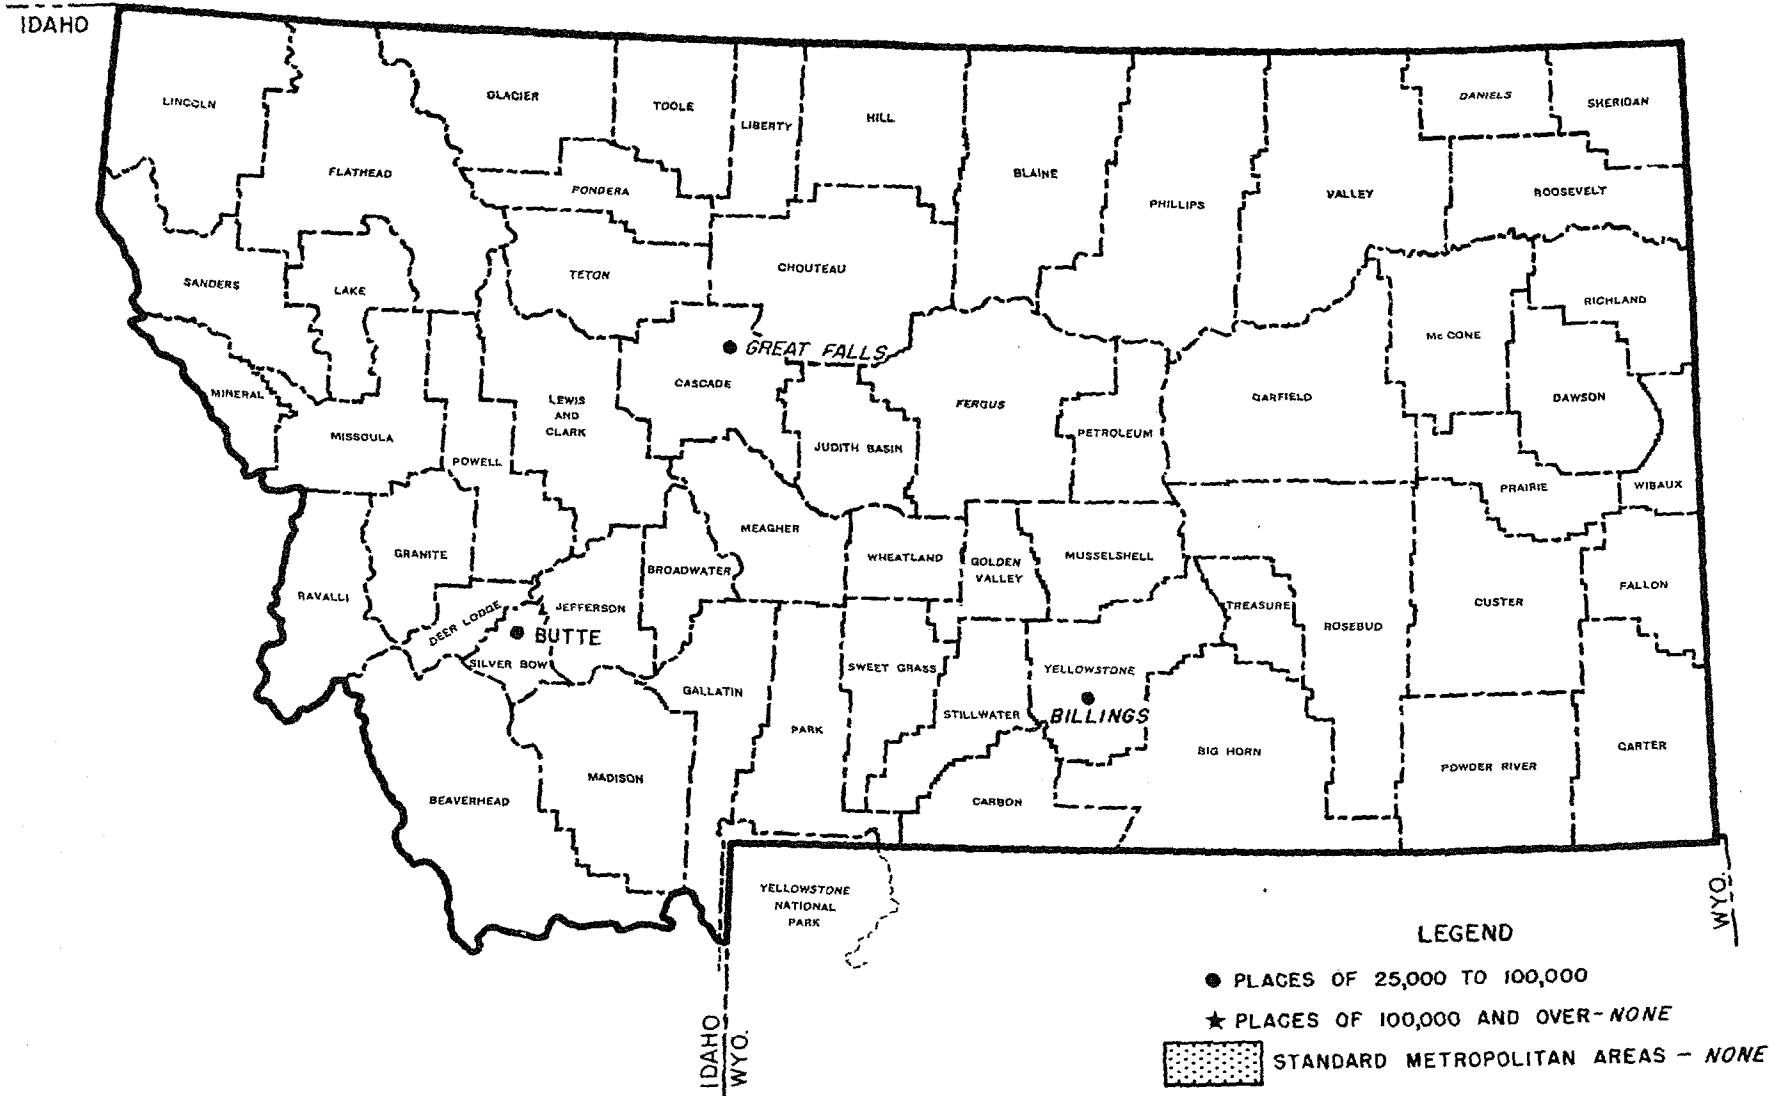 IDAHO
LINCOLN
GLACIER
TOOLE
LIBERTY
HILL
DANIELS
SHERIDAN
FLATHEAD
PONDERA
BLAINE
PHILLIPS
VALLEY
ROOSEVELT
SANDERS
LAKE
TETON
CHOUTEAU
RICHLAND
Mc CONE
GREAT FALLS
CASCADE
MINERAL
LEWIS
AND
CLARK
FERGUS
GARFIELD
DAWSON
MISSOULA
POWELL
JUDITH BASIN
PETROLEUM
PRAIRIE
WIBAUX
MEAGHER
GRANITE
BROADWATER
WHEATLAND
GOLDEN
VALLEY
MUSSELSHELL
RAVALLI
DEER LODGE
JEFFERSON
TREASURE
ROSEBUD
CUSTER
FALLON
BUTTE
SILVER BOW
GALLATIN
SWEET GRASS
YELLOWSTONE
STILLWATER
BILLINGS
PARK
BIG HORN
POWDER RIVER
CARTER
BEAVERHEAD
MADISON
CARBON
YELLOWSTONE
NATIONAL
PARK
WYO.
IDAHO
WYO.
LEGEND
PLACES OF 25,000 TO 100,000
PLACES OF 100,000 AND OVER-NONE
STANDARD METROPOLITAN AREAS - NONE